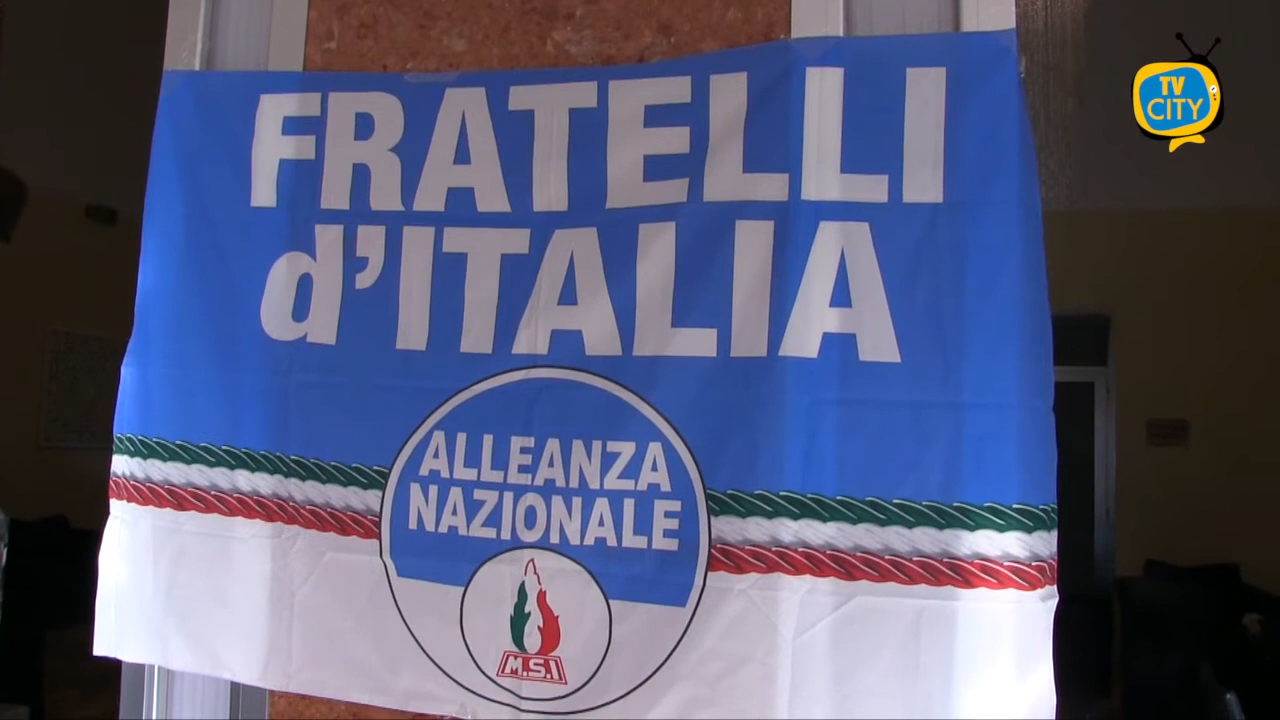 TV
CITY
FRATELLI
d'ITALIA
ALLEANZA
NAZIONALE
M.S.I